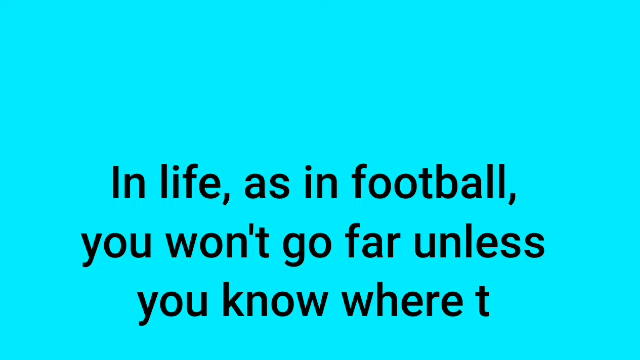 In life, as in football,
you won't go far unless
you know where t